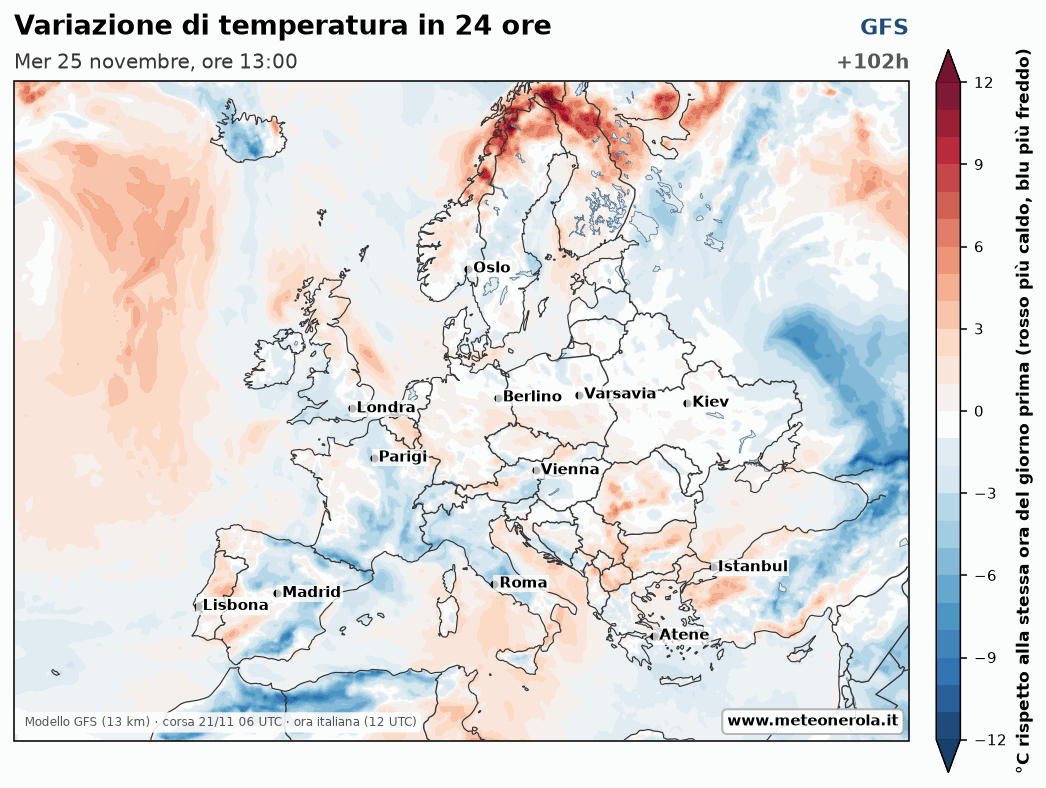 Variazione di temperatura in 24 ore
GFS
Mer 25 novembre, ore 13:00
+102h
12
9
6
3
0
−3
−6
−9
−12
°C rispetto alla stessa ora del giorno prima (rosso più caldo, blu più freddo)
Oslo
Londra
Berlino
Varsavia
Kiev
Parigi
Vienna
Istanbul
Roma
Madrid
Lisbona
Atene
Modello GFS (13 km) · corsa 21/11 06 UTC · ora italiana (12 UTC)
www.meteonerola.it